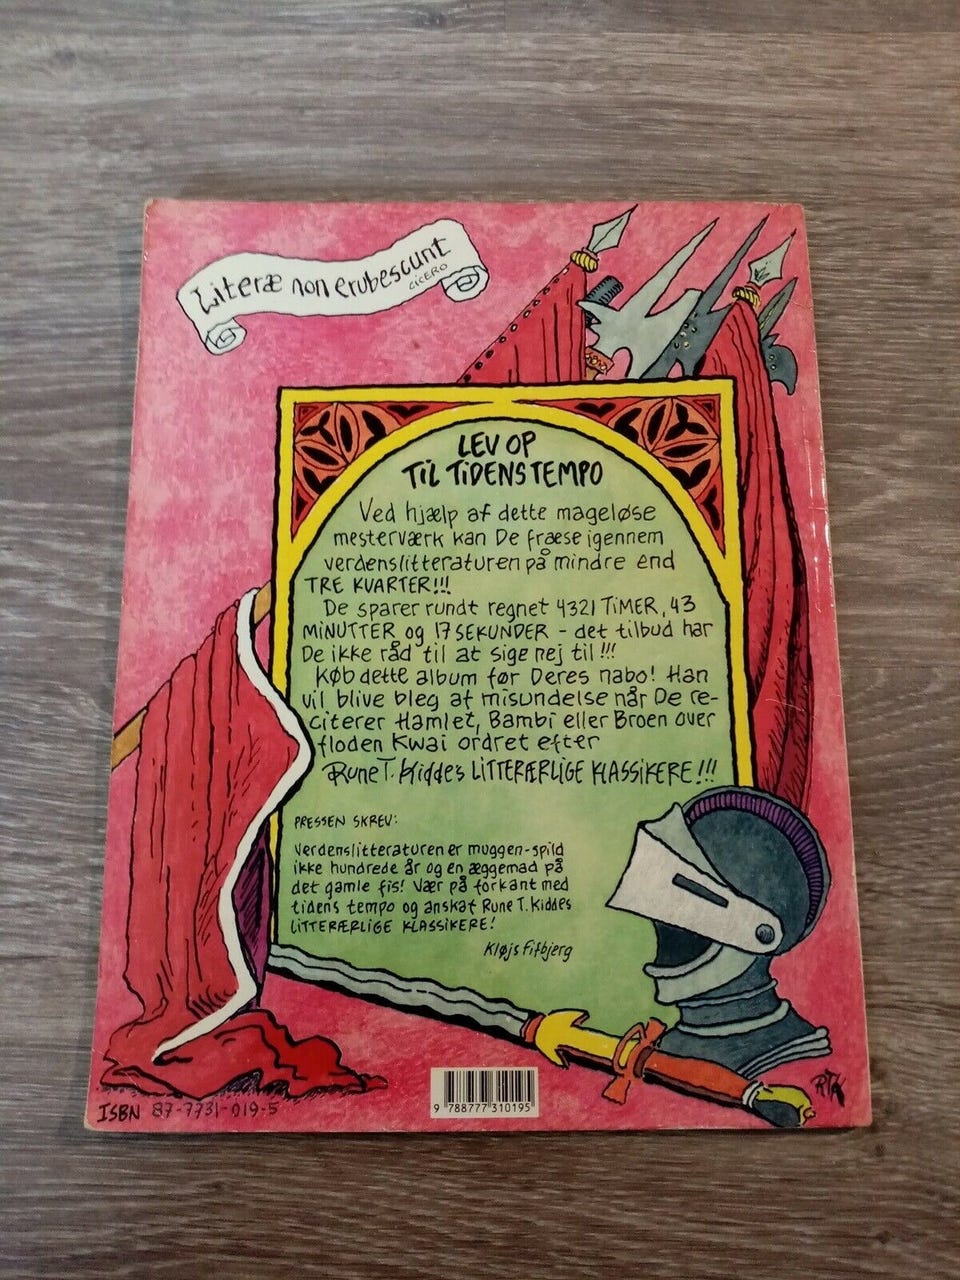 Literæ non erubescunt
CICERO
LEV OP
TIL TIDENS TEMPO
Ved hjælp af dette mageløse
mesterværk kan De fræse igennem
verdenslitteraturen på mindre end
TRE KVARTER!!!
De sparer rundt regnet 4321 TIMER, 43
MINUTTER og 17 SEKUNDER - det tilbud har
De ikke råd til at sige nej til!!!
Køb dette album før Deres nabo! Han
vil blive bleg af misundelse når De re-
citerer Hamlet, Bambi eller Broen over
floden Kwai ordret efter
Rune T. Kiddes LITTERÆRLIGE KLASSIKERE!!!
PRESSEN SKREV:
Verdenslitteraturen er muggen - spild
ikke hundrede år og en æggemad på
det gamle fis! Vær på forkant med
tidens tempo og anskaf Rune T. Kiddes
LITTERÆRLIGE KLASSIKERE!
Kløjs Fifbjerg
RTK
ISBN 87-7731-019-5
9 788777 310195